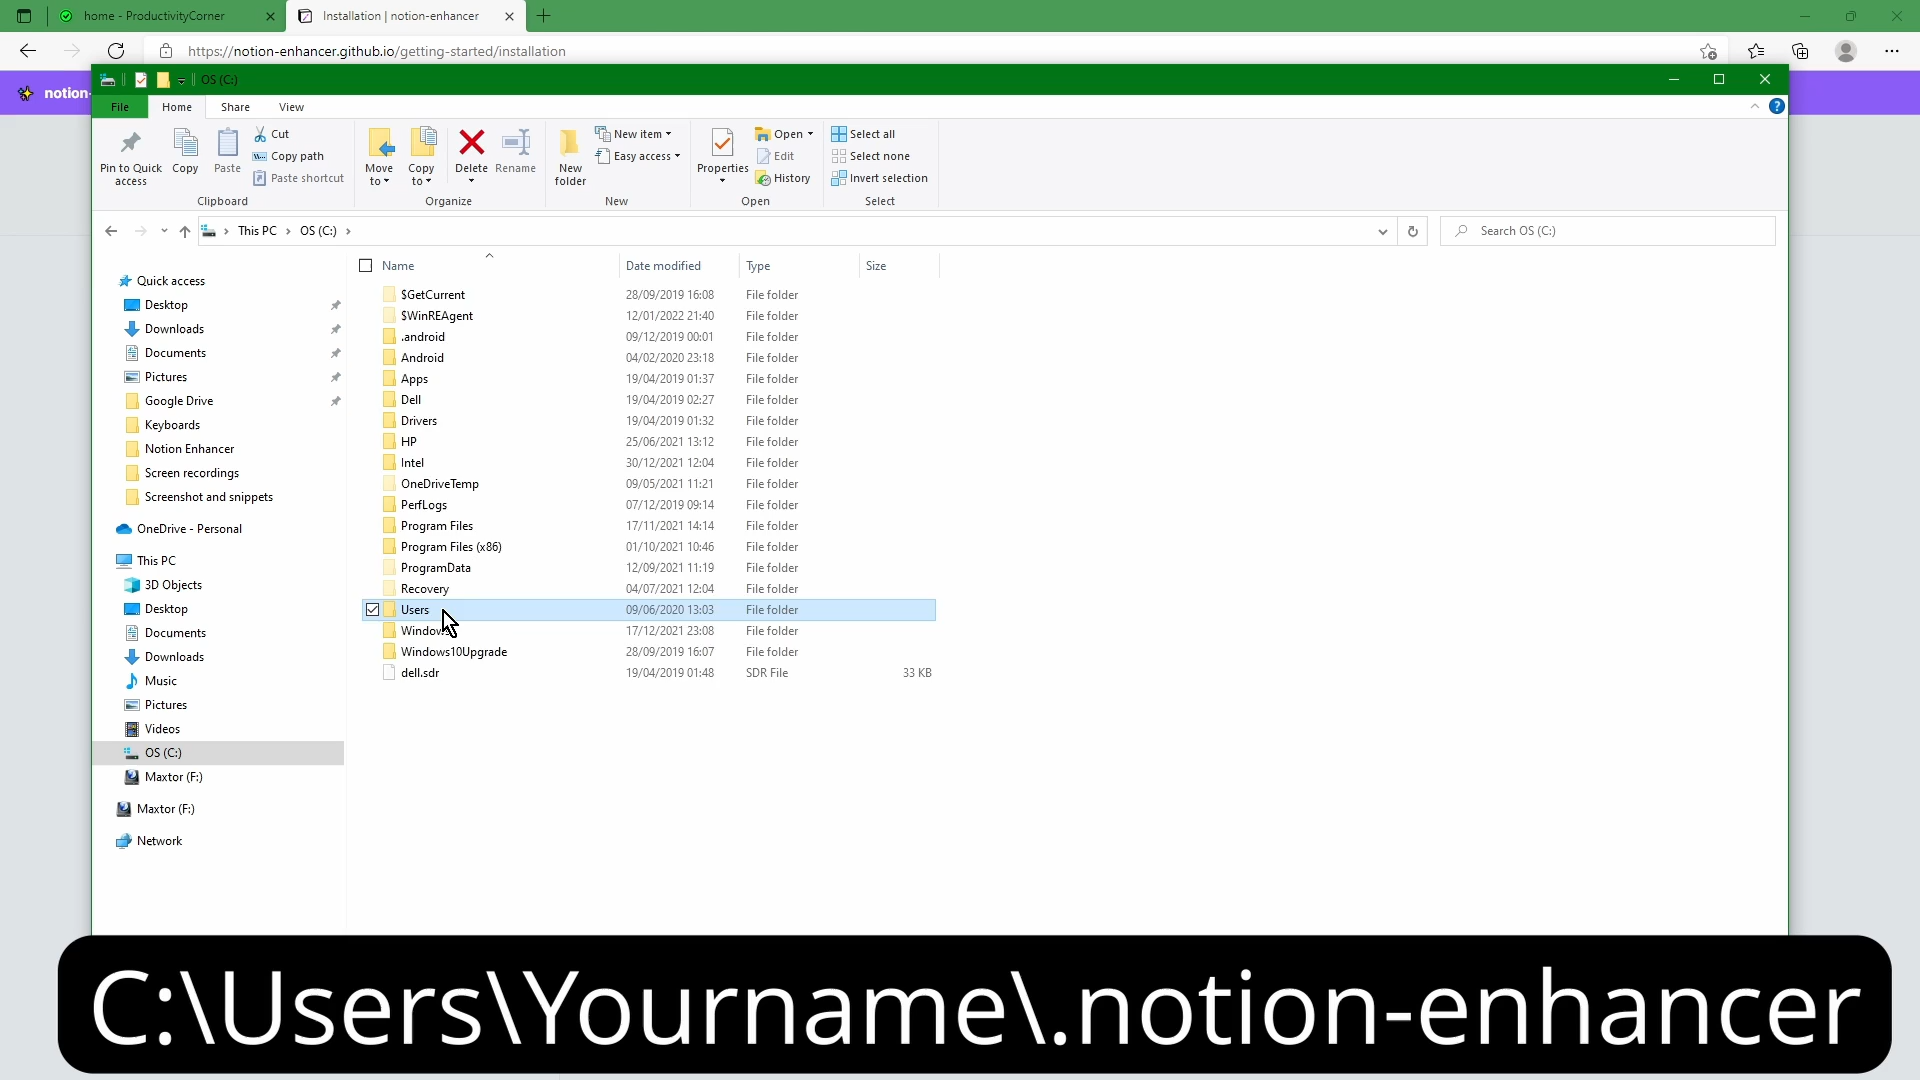 home - ProductivityCorner
Installation | notion-enhancer
https://notion-enhancer.github.io/getting-started/installation
notion-
OS (C:)
File
Home
Share
View
Pin to Quick access
Copy
Paste
Cut
Copy path
Paste shortcut
Clipboard
Move to
Copy to
Delete
Rename
Organize
New folder
New item
Easy access
New
Properties
Open
Edit
History
Open
Select all
Select none
Invert selection
Select
This PC
OS (C:)
Search OS (C:)
Name Date modified Type Size
$GetCurrent 28/09/2019 16:08 File folder
$WinREAgent 12/01/2022 21:40 File folder
.android 09/12/2019 00:01 File folder
Android 04/02/2020 23:18 File folder
Apps 19/04/2019 01:37 File folder
Dell 19/04/2019 02:27 File folder
Drivers 19/04/2019 01:32 File folder
HP 25/06/2021 13:12 File folder
Intel 30/12/2021 12:04 File folder
OneDriveTemp 09/05/2021 11:21 File folder
PerfLogs 07/12/2019 09:14 File folder
Program Files 17/11/2021 14:14 File folder
Program Files (x86) 01/10/2021 10:46 File folder
ProgramData 12/09/2021 11:19 File folder
Recovery 04/07/2021 12:04 File folder
Users 09/06/2020 13:03 File folder
Windows 17/12/2021 23:08 File folder
Windows10Upgrade 28/09/2019 16:07 File folder
dell.sdr 19/04/2019 01:48 SDR File 33 KB
Quick access
Desktop
Downloads
Documents
Pictures
Google Drive
Keyboards
Notion Enhancer
Screen recordings
Screenshot and snippets
OneDrive - Personal
This PC
3D Objects
Desktop
Documents
Downloads
Music
Pictures
Videos
OS (C:)
Maxtor (F:)
Maxtor (F:)
Network
C:\Users\Yourname\.notion-enhancer